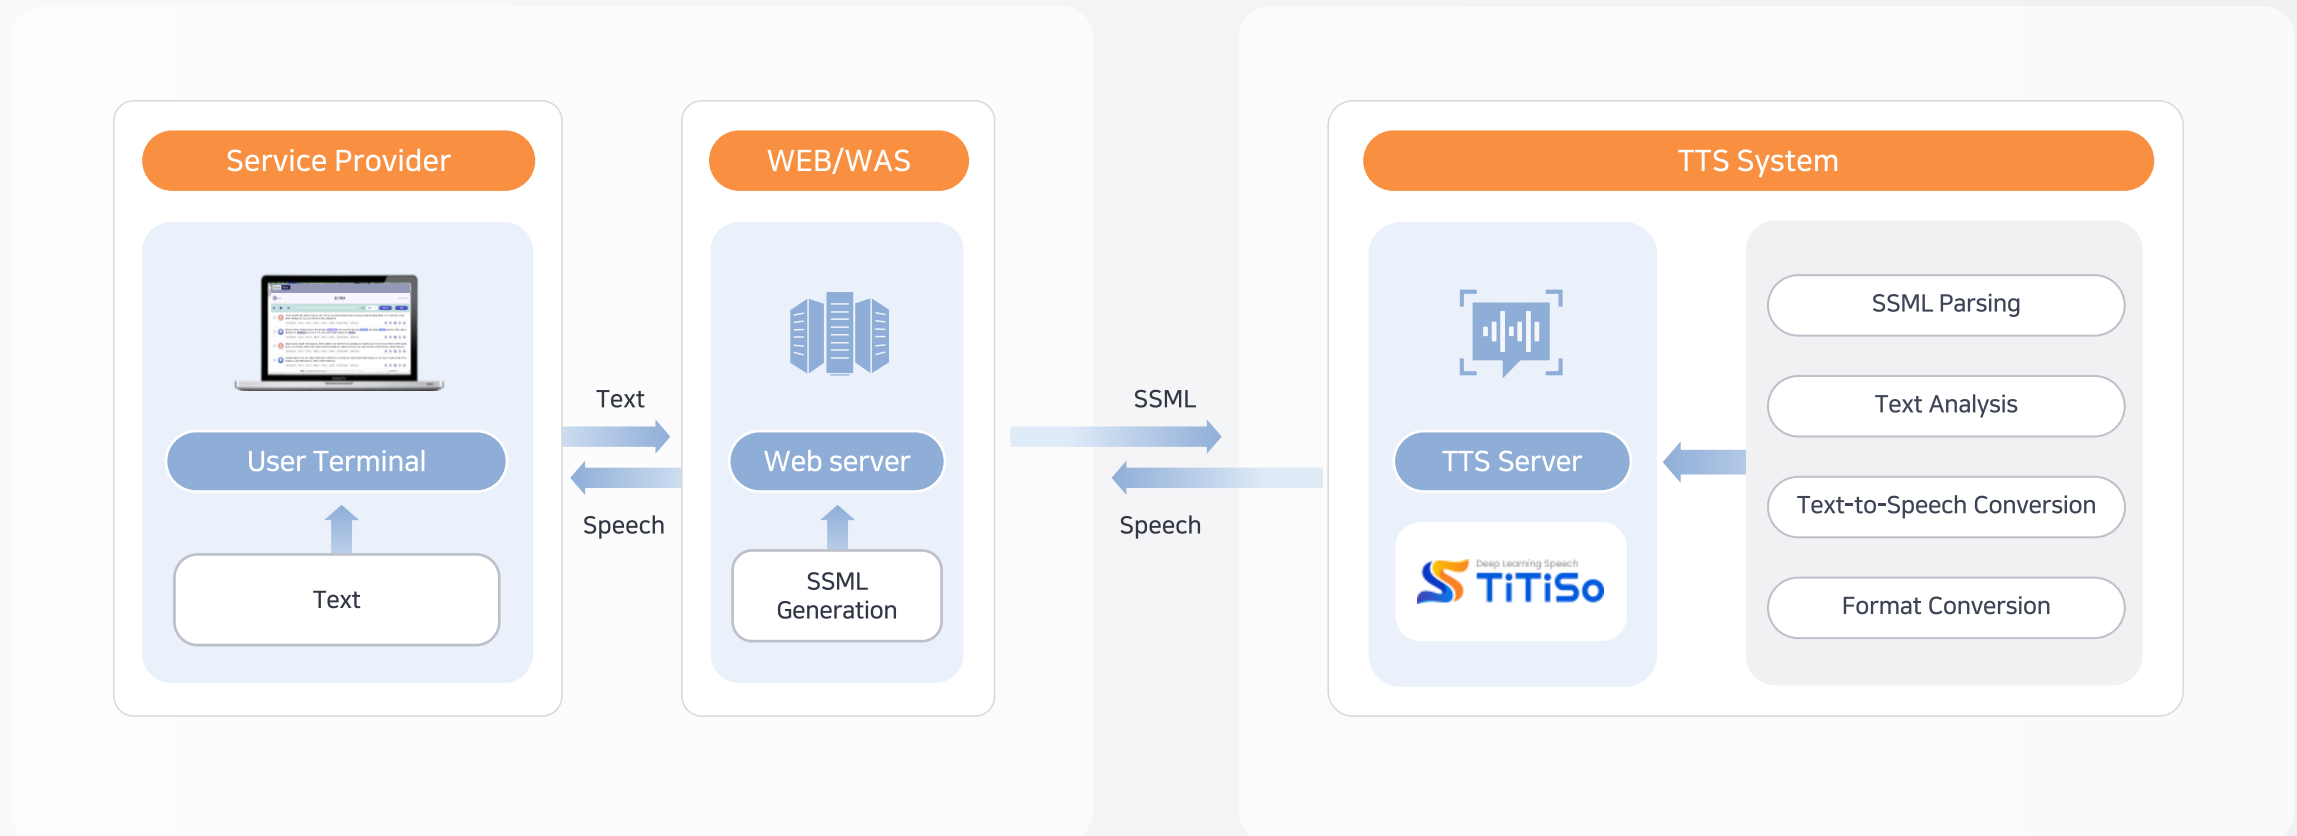 Service Provider
User Terminal
Text
Text
Speech
WEB/WAS
Web server
SSML
Generation
SSML
Speech
TTS System
TTS Server
Deep Learning Speech
TiTiSo
SSML Parsing
Text Analysis
Text-to-Speech Conversion
Format Conversion